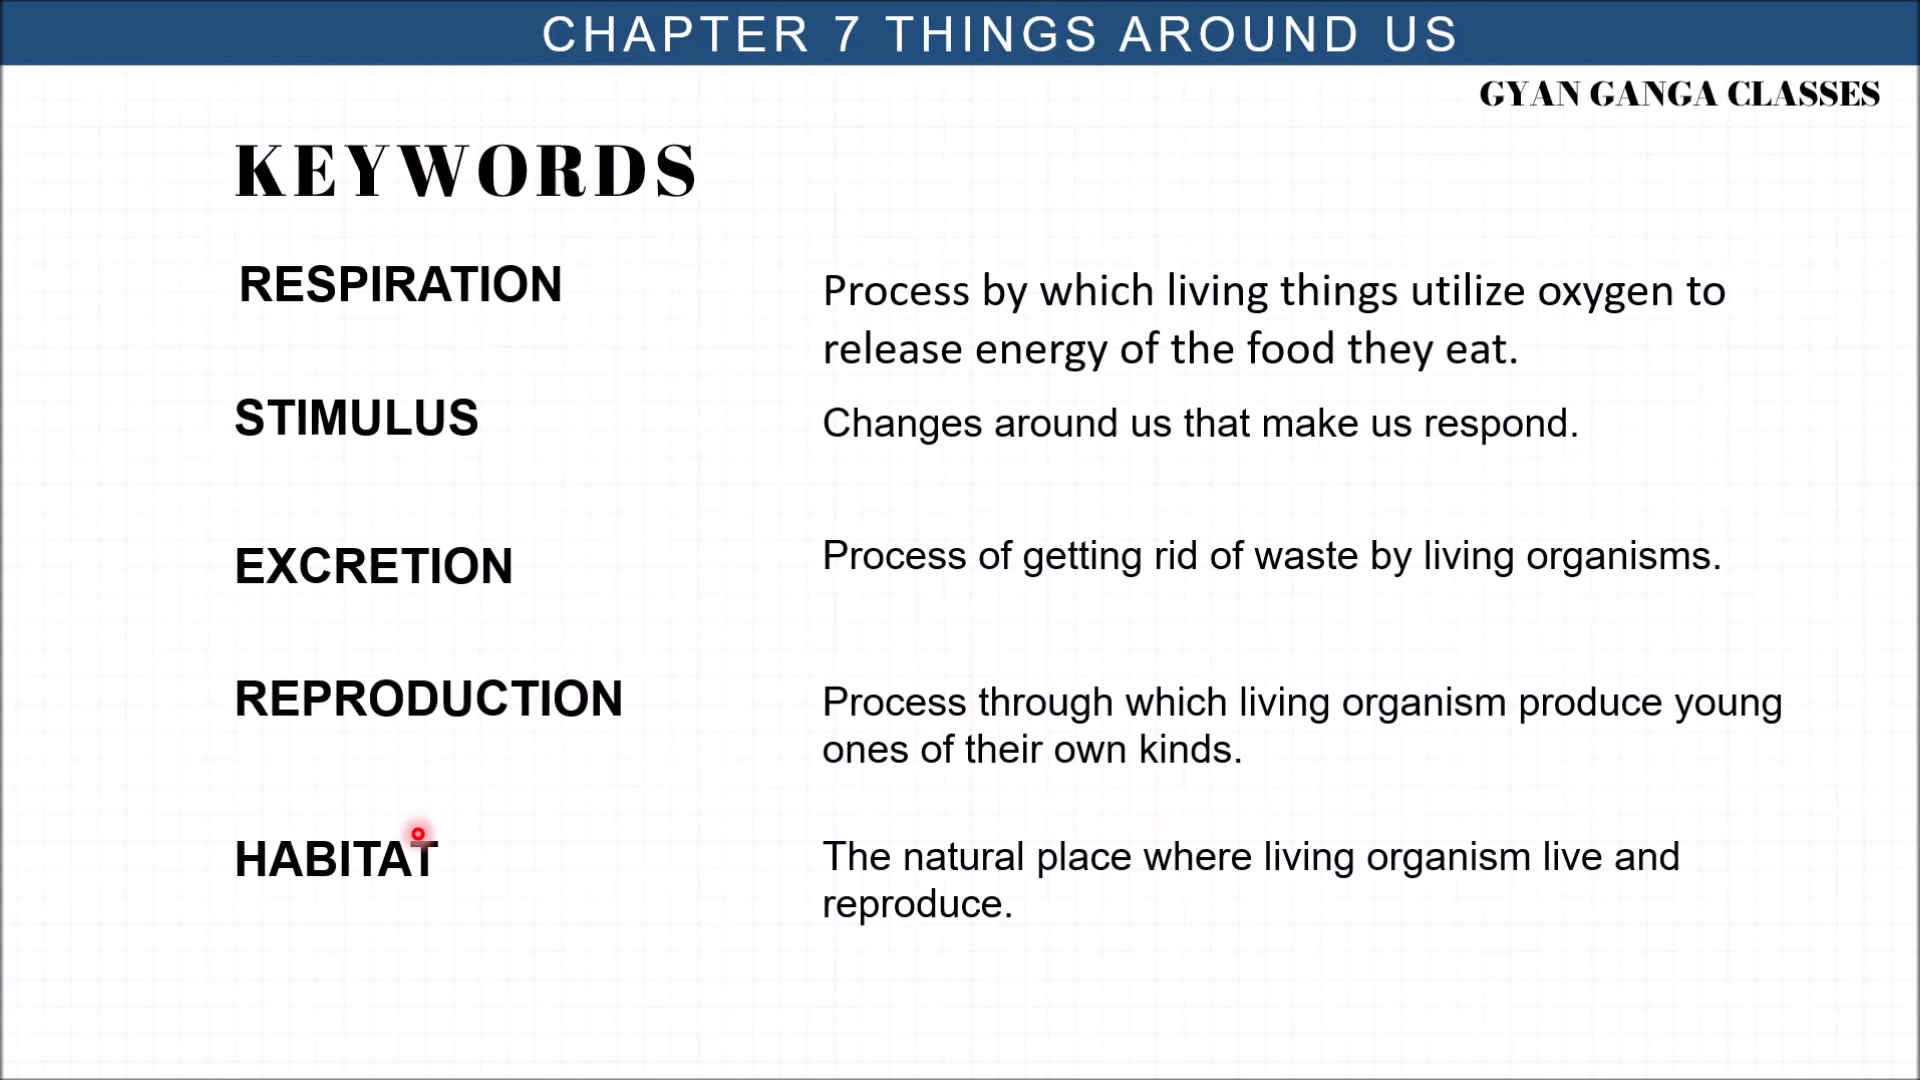 CHAPTER 7 THINGS AROUND US
GYAN GANGA CLASSES
KEYWORDS
RESPIRATION
Process by which living things utilize oxygen to
release energy of the food they eat.
STIMULUS
Changes around us that make us respond.
EXCRETION
Process of getting rid of waste by living organisms.
REPRODUCTION
Process through which living organism produce young
ones of their own kinds.
HABITAT
The natural place where living organism live and
reproduce.